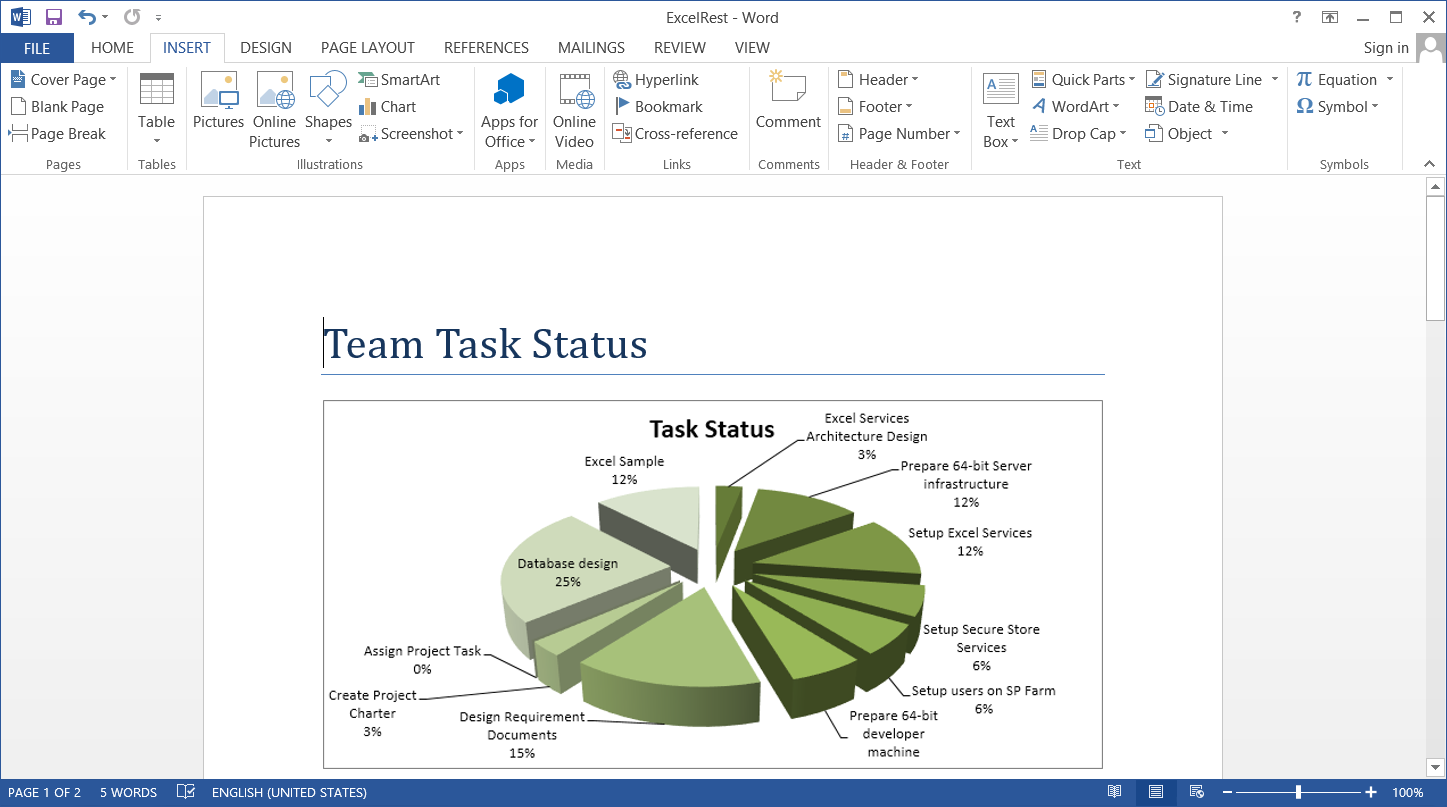 ExcelRest - Word
FILE HOME INSERT DESIGN PAGE LAYOUT REFERENCES MAILINGS REVIEW VIEW Sign in
Cover Page
Blank Page
Page Break
Pages
Table
Tables
Pictures
Online
Pictures
Shapes
SmartArt
Chart
Screenshot
Illustrations
Apps for
Office
Apps
Online
Video
Media
Hyperlink
Bookmark
Cross-reference
Links
Comment
Comments
Header
Footer
Page Number
Header & Footer
Text
Box
Quick Parts
WordArt
Drop Cap
Signature Line
Date & Time
Object
Text
Equation
Symbol
Symbols
Team Task Status
Task Status
Excel Services
Architecture Design
3%
Prepare 64-bit Server
infrastructure
12%
Setup Excel Services
12%
Setup Secure Store
Services
6%
Setup users on SP Farm
6%
Prepare 64-bit
developer
machine
Design Requirement
Documents
15%
Create Project
Charter
3%
Assign Project Task
0%
Database design
25%
Excel Sample
12%
PAGE 1 OF 2 5 WORDS ENGLISH (UNITED STATES) 100%